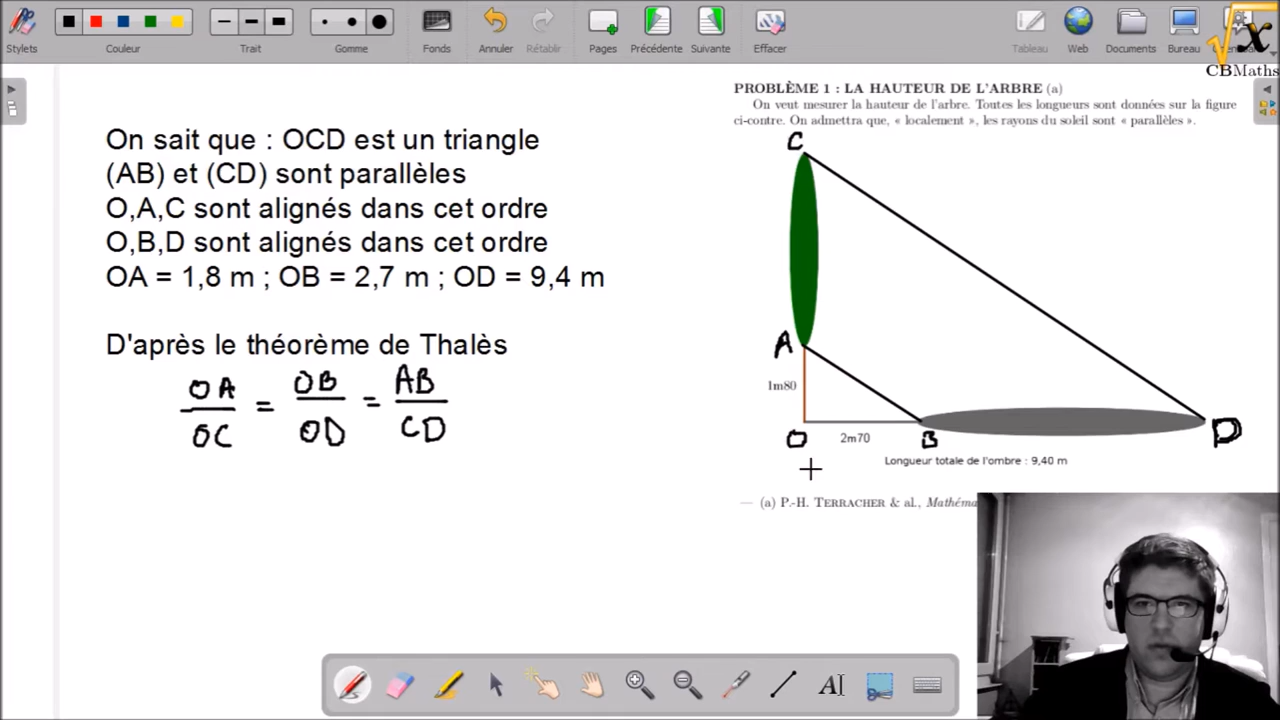 Stylets
Couleur
Trait
Gomme
Fonds
Annuler
Rétablir
Pages
Précédente
Suivante
Effacer
Tableau
Web
Documents
Bureau
√x
CBMaths
On sait que : OCD est un triangle
(AB) et (CD) sont parallèles
O,A,C sont alignés dans cet ordre
O,B,D sont alignés dans cet ordre
OA = 1,8 m ; OB = 2,7 m ; OD = 9,4 m
D'après le théorème de Thalès
OA = OB = AB
OC OD CD
PROBLÈME 1 : LA HAUTEUR DE L'ARBRE (a)
On veut mesurer la hauteur de l'arbre. Toutes les longueurs sont données sur la figure
ci-contre. On admettra que, « localement », les rayons du soleil sont « parallèles ».
C
A
1m80
O
2m70
B
D
Longueur totale de l'ombre : 9,40 m
— (a) P.-H. TERRACHER & al., Mathéma
AI